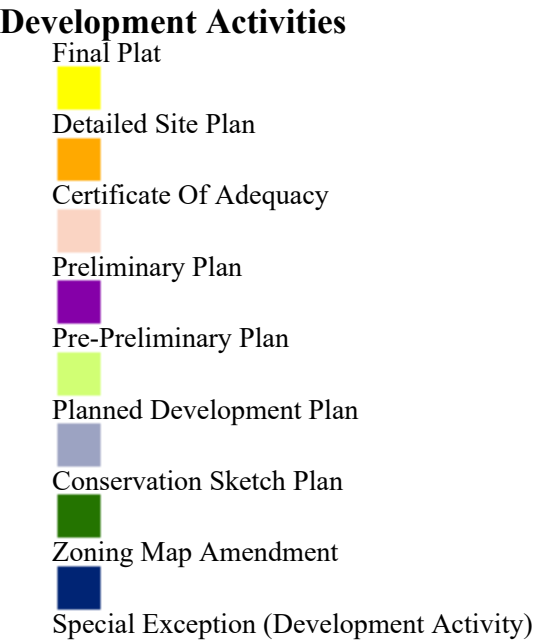 Development Activities
Final Plat
Detailed Site Plan
Certificate Of Adequacy
Preliminary Plan
Pre-Preliminary Plan
Planned Development Plan
Conservation Sketch Plan
Zoning Map Amendment
Special Exception (Development Activity)